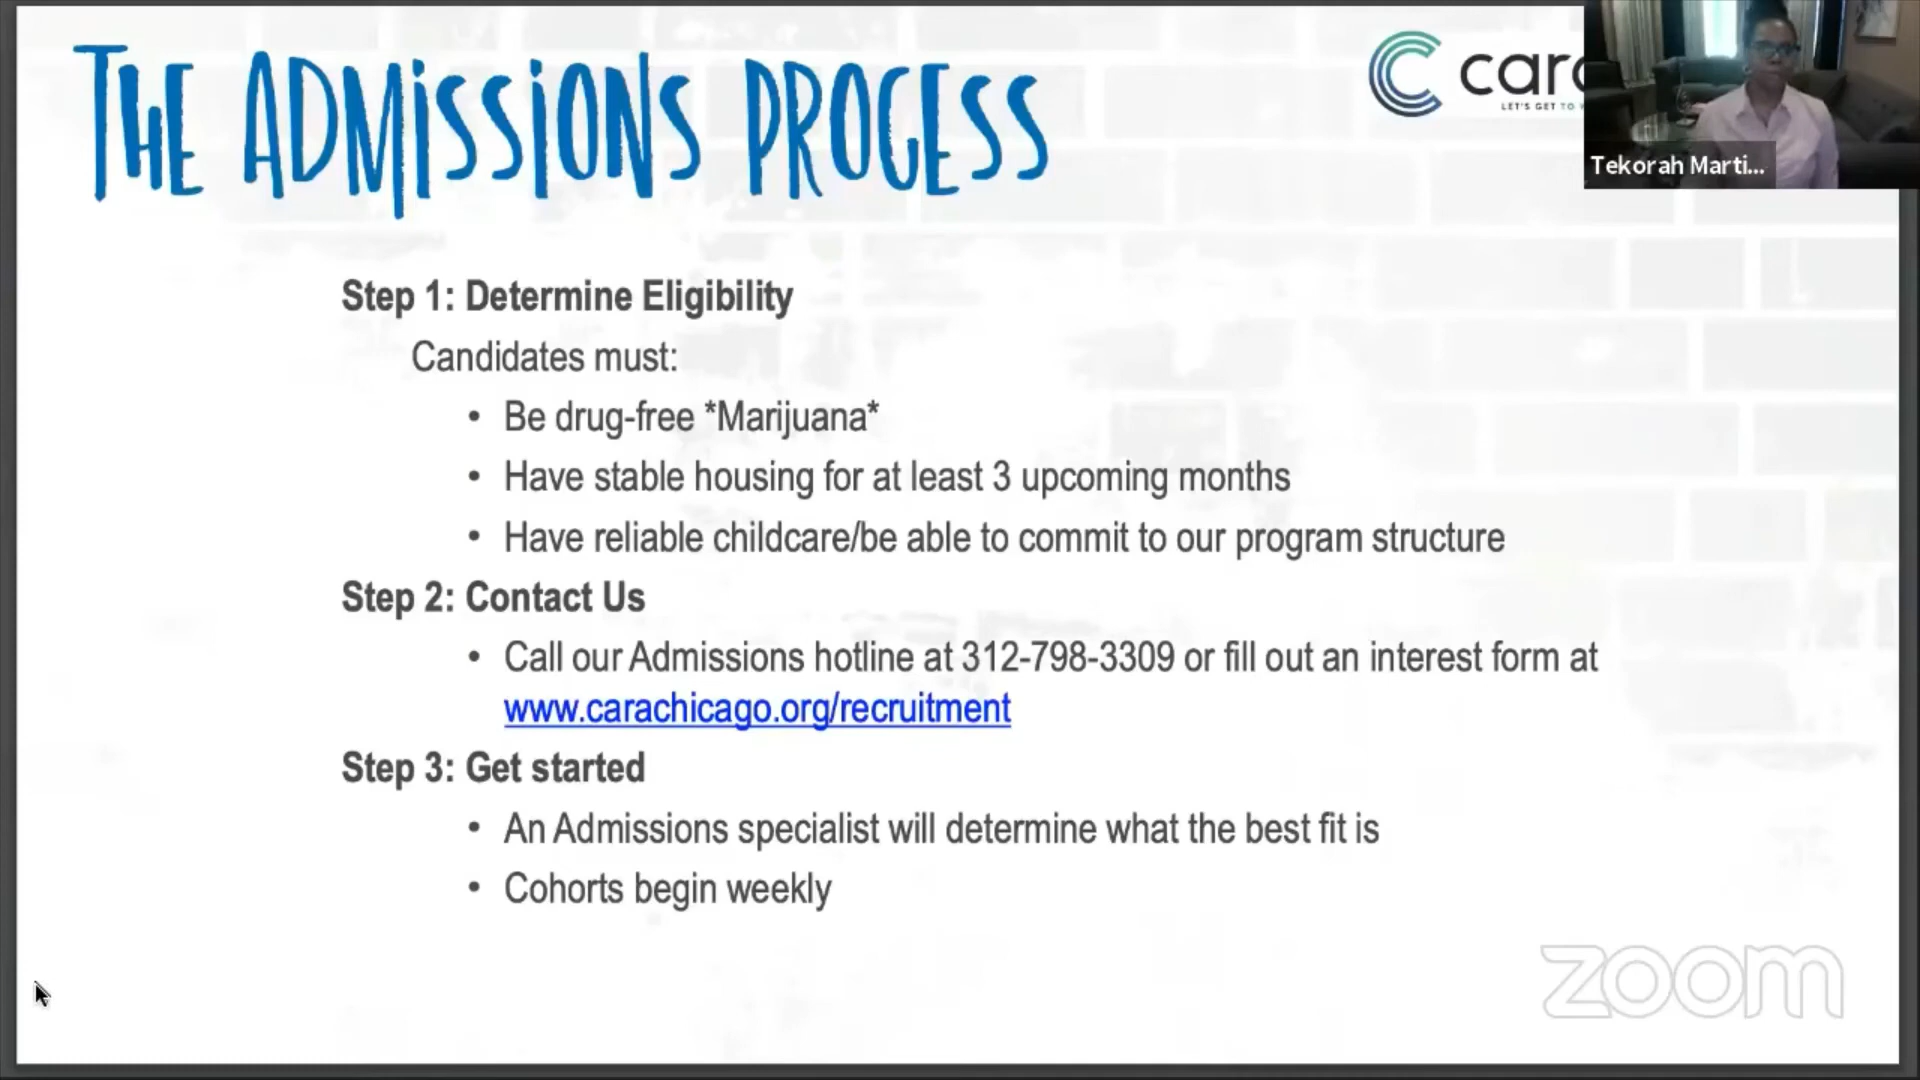 THE ADMISSIONS PROCESS
LET'S GET TO
Tekorah Marti...
Step 1: Determine Eligibility
Candidates must:
• Be drug-free *Marijuana*
• Have stable housing for at least 3 upcoming months
• Have reliable childcare/be able to commit to our program structure
Step 2: Contact Us
• Call our Admissions hotline at 312-798-3309 or fill out an interest form at
www.carachicago.org/recruitment
Step 3: Get started
• An Admissions specialist will determine what the best fit is
• Cohorts begin weekly
zoom